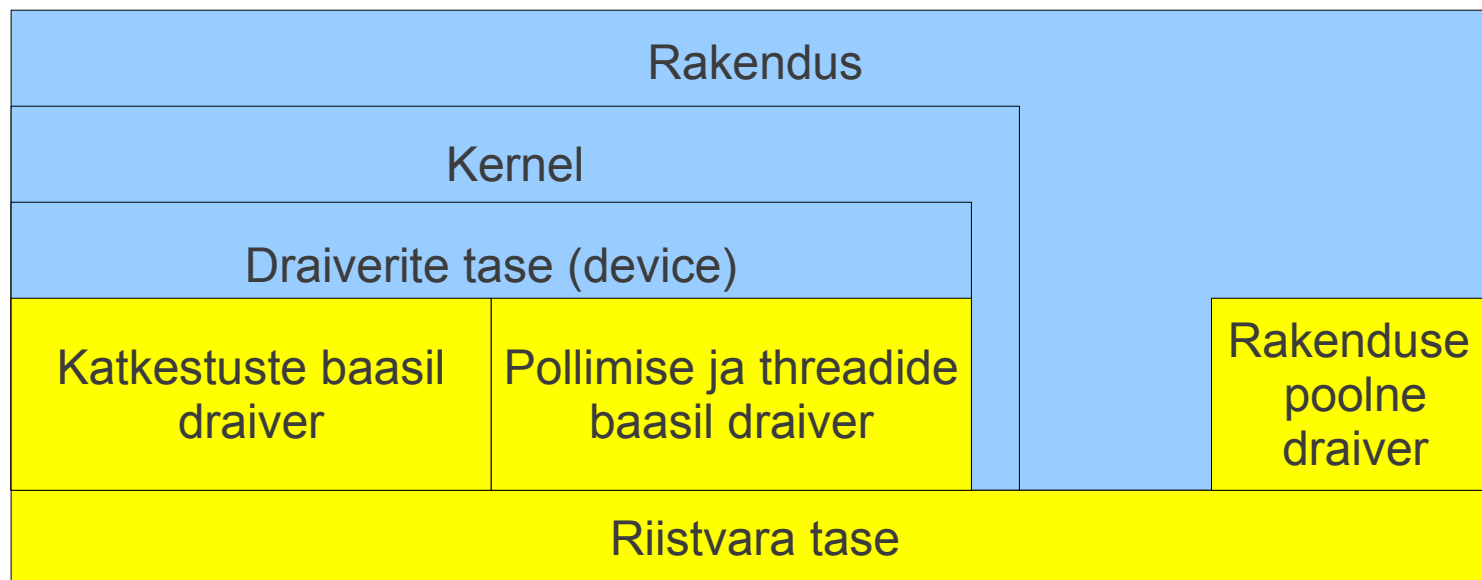 Rakendus
Kernel
Draiverite tase (device)
Katkestuste baasil
draiver
Pollimise ja threadide
baasil draiver
Rakenduse
poolne
draiver
Riistvara tase